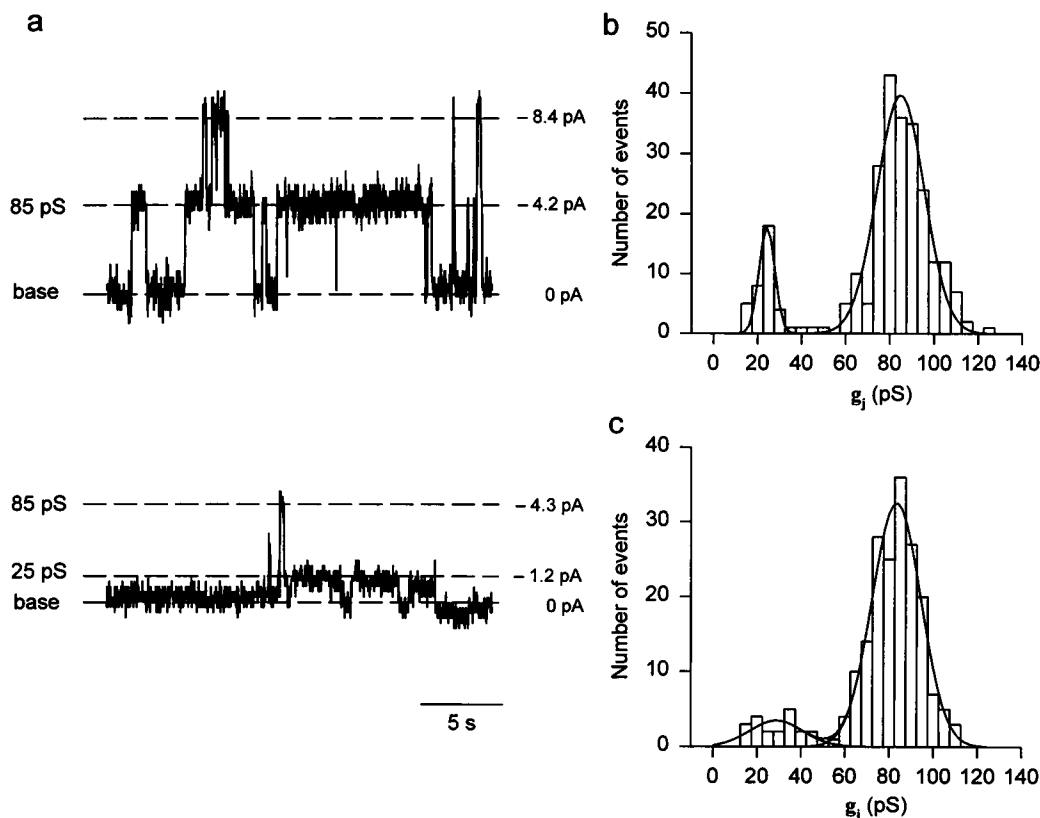 a
85 pS
base
– 8.4 pA
– 4.2 pA
0 pA
85 pS
25 pS
base
– 4.3 pA
– 1.2 pA
0 pA
5 s
b
Number of events
50
40
30
20
10
0
0 20 40 60 80 100 120 140
gj (pS)
c
Number of events
40
30
20
10
0
0 20 40 60 80 100 120 140
gj (pS)